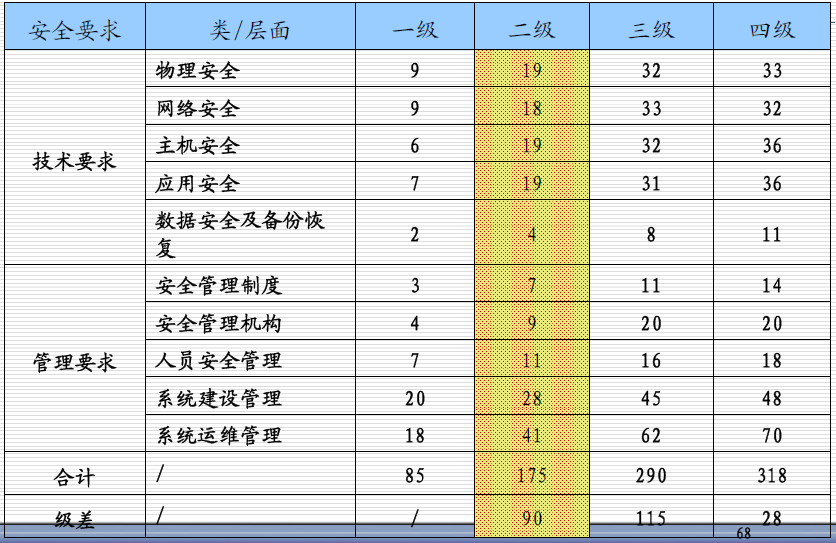 安全要求 类/层面 一级 二级 三级 四级
技术要求 物理安全 9 19 32 33
网络安全 9 18 33 32
主机安全 6 19 32 36
应用安全 7 19 31 36
数据安全及备份恢
复 2 4 8 11
管理要求 安全管理制度 3 7 11 14
安全管理机构 4 9 20 20
人员安全管理 7 11 16 18
系统建设管理 20 28 45 48
系统运维管理 18 41 62 70
合计 / 85 175 290 318
级差 / / 90 115 28
68